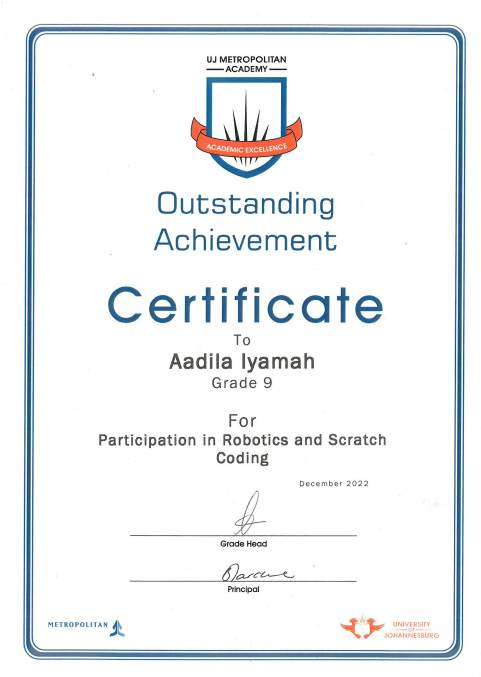 UJ METROPOLITAN
ACADEMY
ACADEMIC EXCELLENCE
Outstanding
Achievement
Certificate
To
Aadila Iyamah
Grade 9
For
Participation in Robotics and Scratch
Coding
December 2022
Grade Head
Principal
METROPOLITAN
UNIVERSITY
OF
JOHANNESBURG